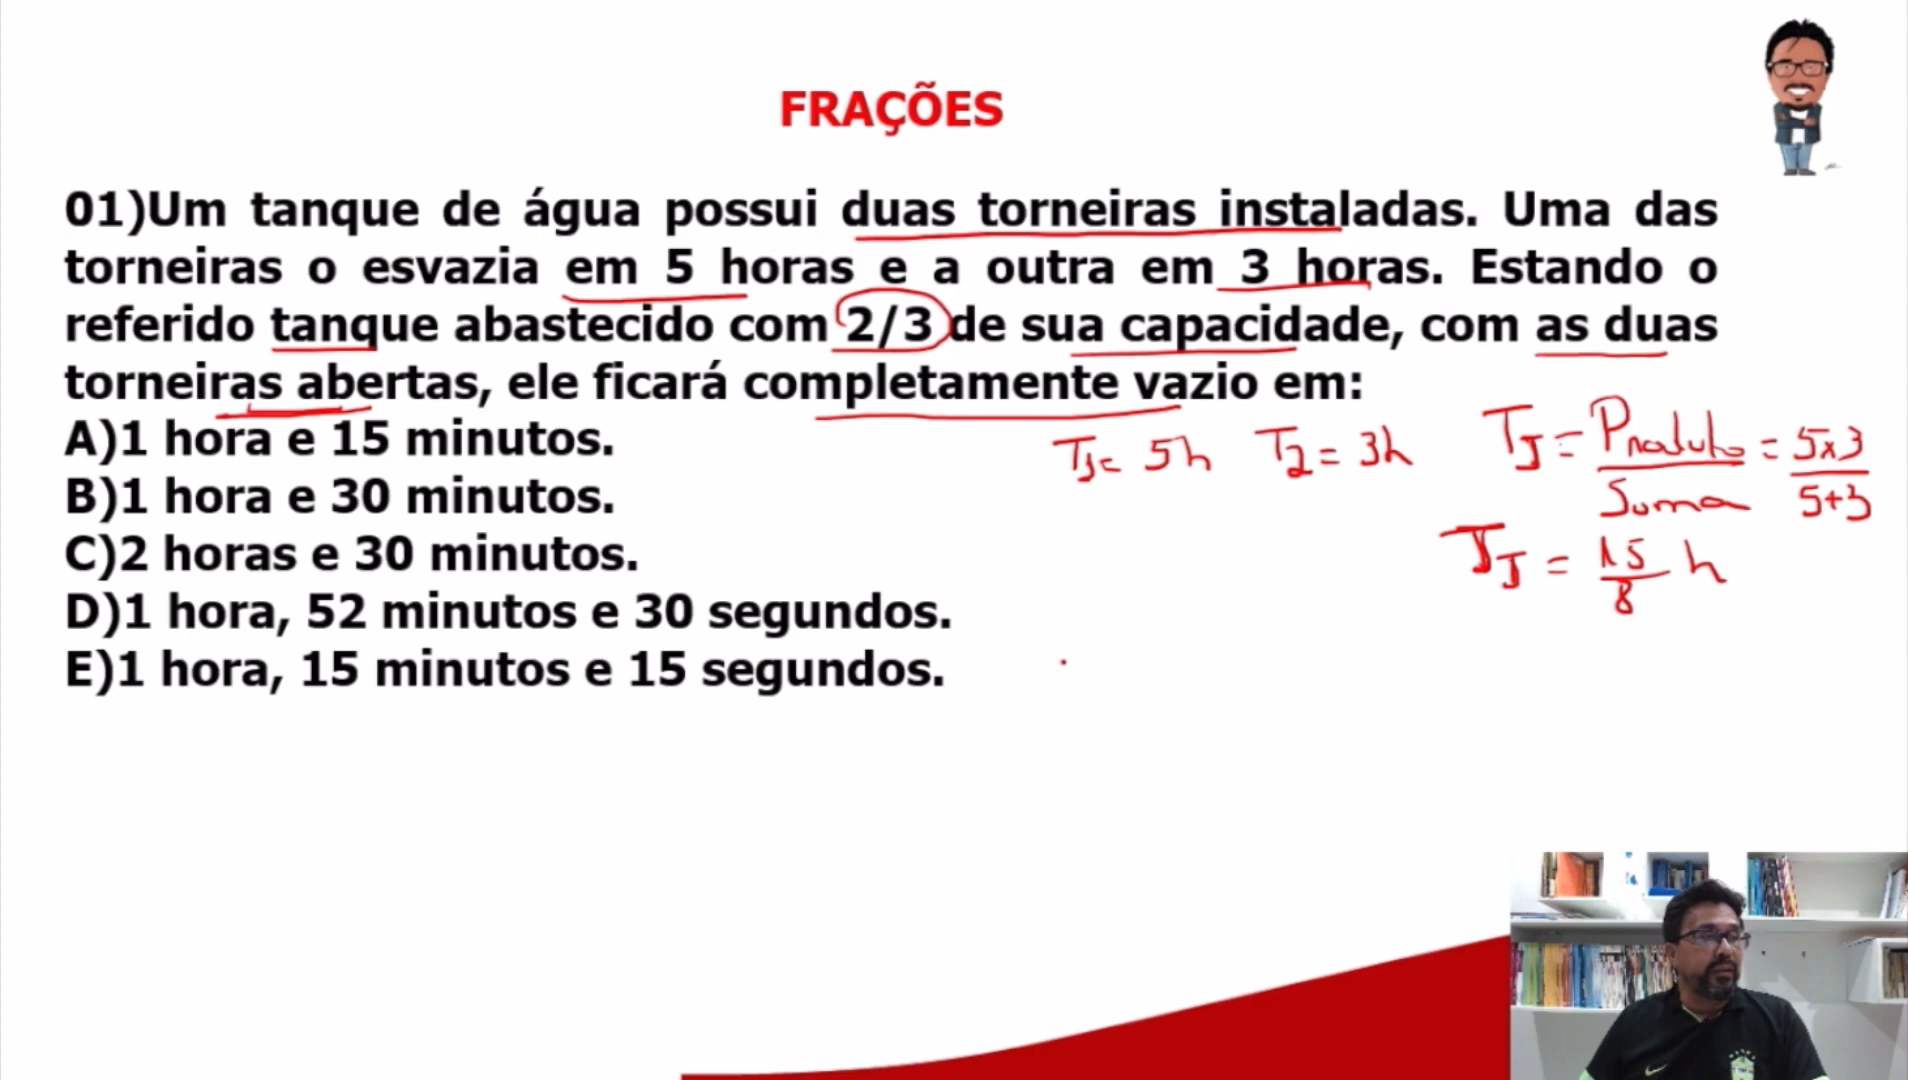 FRAÇÕES
01)Um tanque de água possui duas torneiras instaladas. Uma das
torneiras o esvazia em 5 horas e a outra em 3 horas. Estando o
referido tanque abastecido com 2/3 de sua capacidade, com as duas
torneiras abertas, ele ficará completamente vazio em:
A)1 hora e 15 minutos.
B)1 hora e 30 minutos.
C)2 horas e 30 minutos.
D)1 hora, 52 minutos e 30 segundos.
E)1 hora, 15 minutos e 15 segundos.
T1= 5h T2= 3h
TJ = Produto/Soma = 5x3/5+3
TJ = 15/8 h